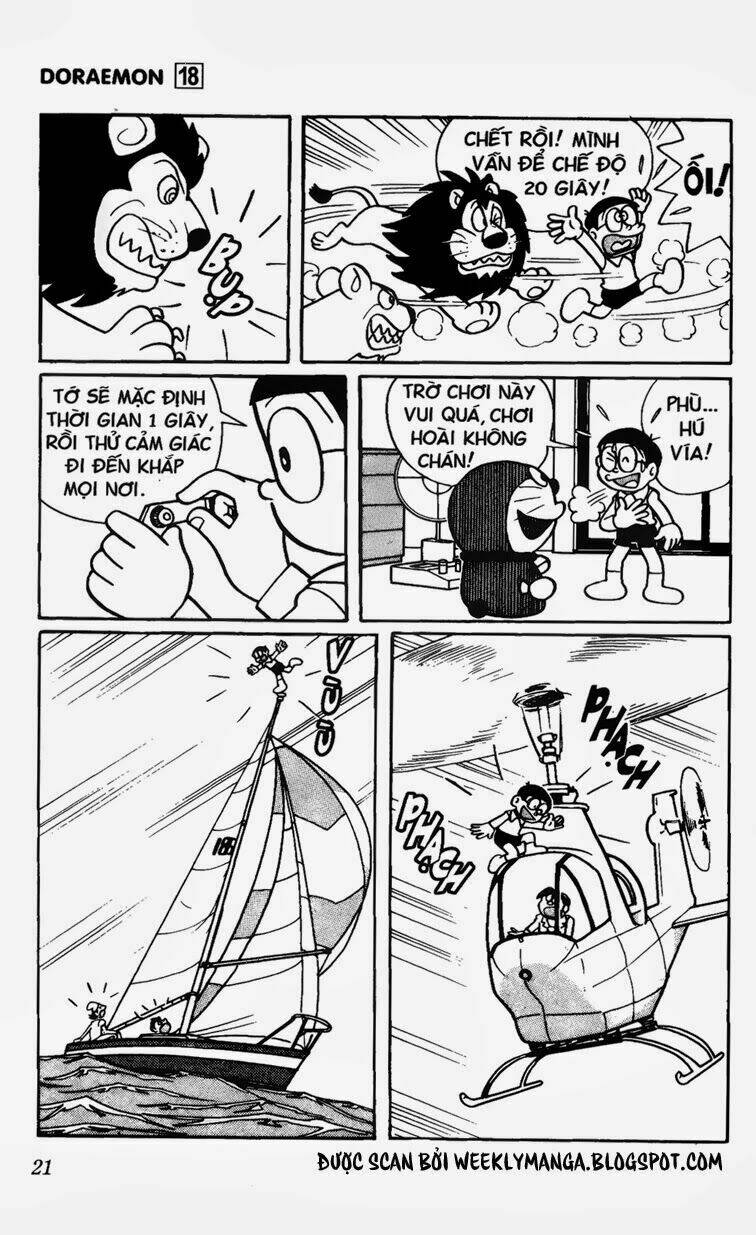 DORAEMON 18
BỤP
CHẾT RỒI! MÌNH
VẪN ĐỂ CHẾ ĐỘ
20 GIÂY!
ỐI!
TỚ SẼ MẶC ĐỊNH
THỜI GIAN 1 GIÂY,
RỒI THỬ CẢM GIÁC
ĐI ĐẾN KHẮP
MỌI NƠI.
TRỜ CHƠI NÀY
VUI QUÁ, CHƠI
HOÀI KHÔNG
CHÁN!
PHÙ...
HÚ
VÍA!
VÙÙ
PHẠCH
PHẠCH
21
ĐƯỢC SCAN BỞI WEEKLYMANGA.BLOGSPOT.COM